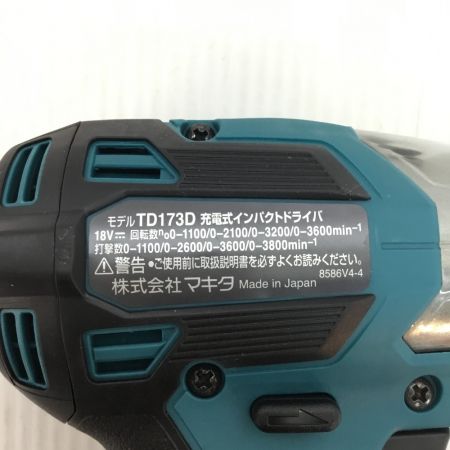 モデル TD173D 充電式インパクトドライバ
18V⎓ 回転数n0 0-1100/0-2100/0-3200/0-3600min-1
打撃数0-1100/0-2600/0-3600/0-3800min-1
⚠警告 •ご使用前に取扱説明書を必ずよくお読みください。
8586V4-4
株式会社 マキタ Made in Japan